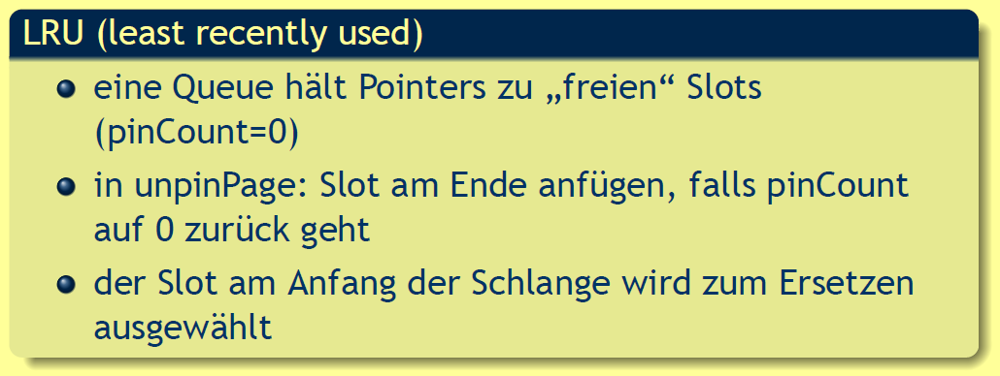 LRU (least recently used)
eine Queue hält Pointers zu „freien“ Slots
(pinCount=0)
in unpinPage: Slot am Ende anfügen, falls pinCount
auf 0 zurück geht
der Slot am Anfang der Schlange wird zum Ersetzen
ausgewählt